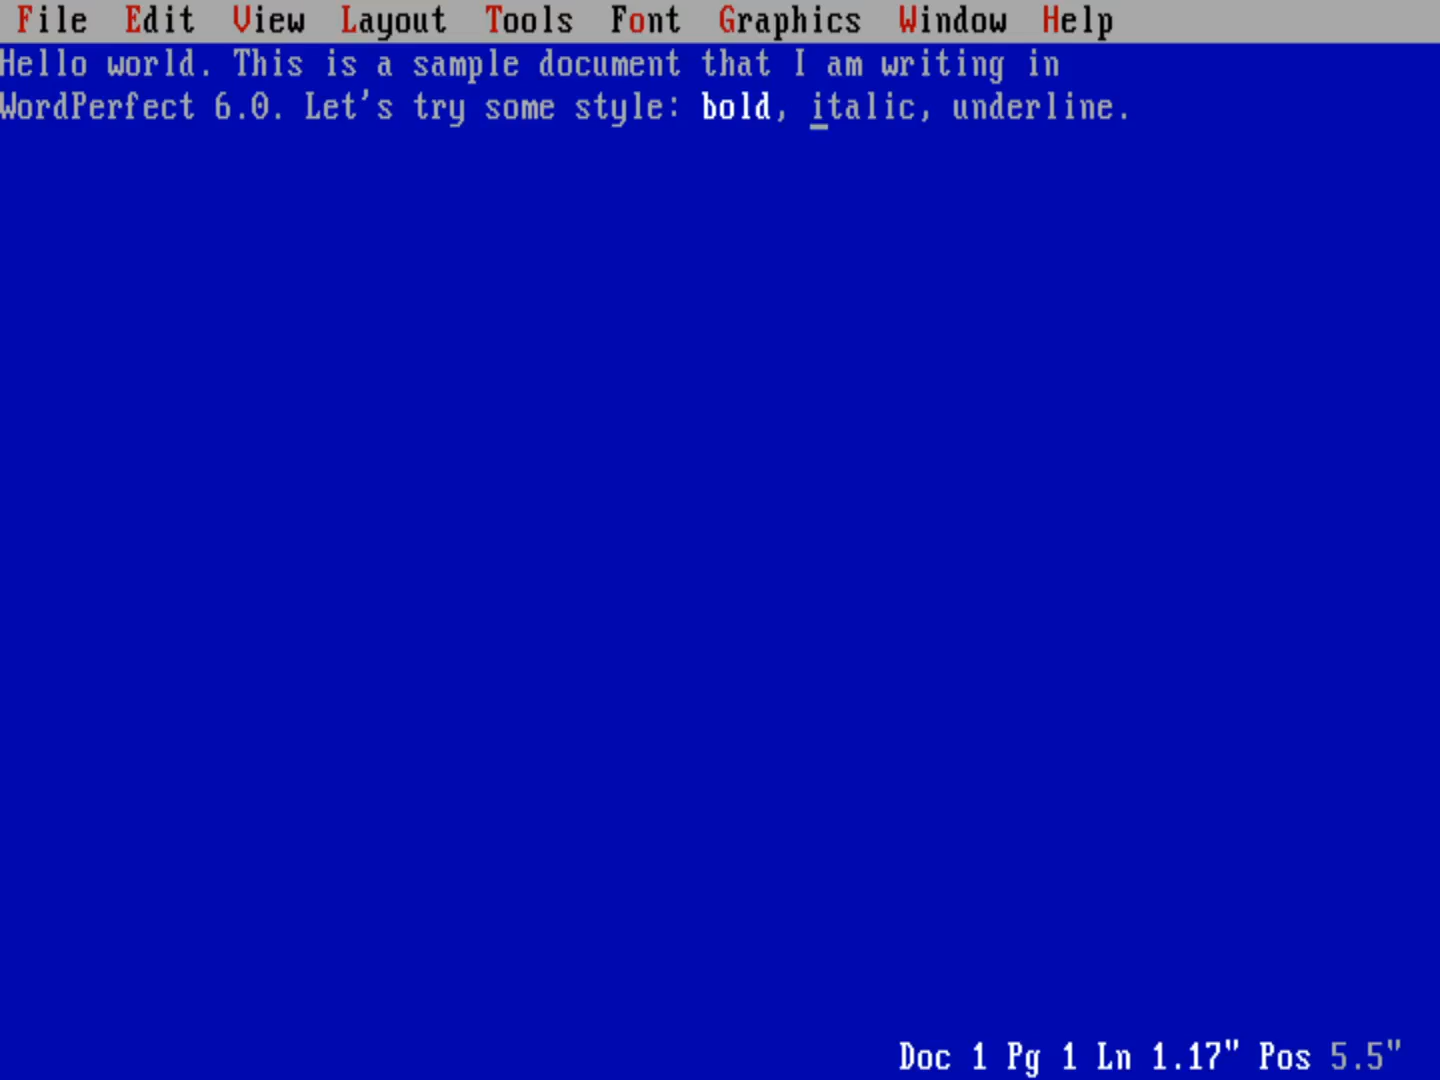 File Edit View Layout Tools Font Graphics Window Help
Hello world. This is a sample document that I am writing in
WordPerfect 6.0. Let's try some style: bold, italic, underline.
Doc 1 Pg 1 Ln 1.17" Pos 5.5"